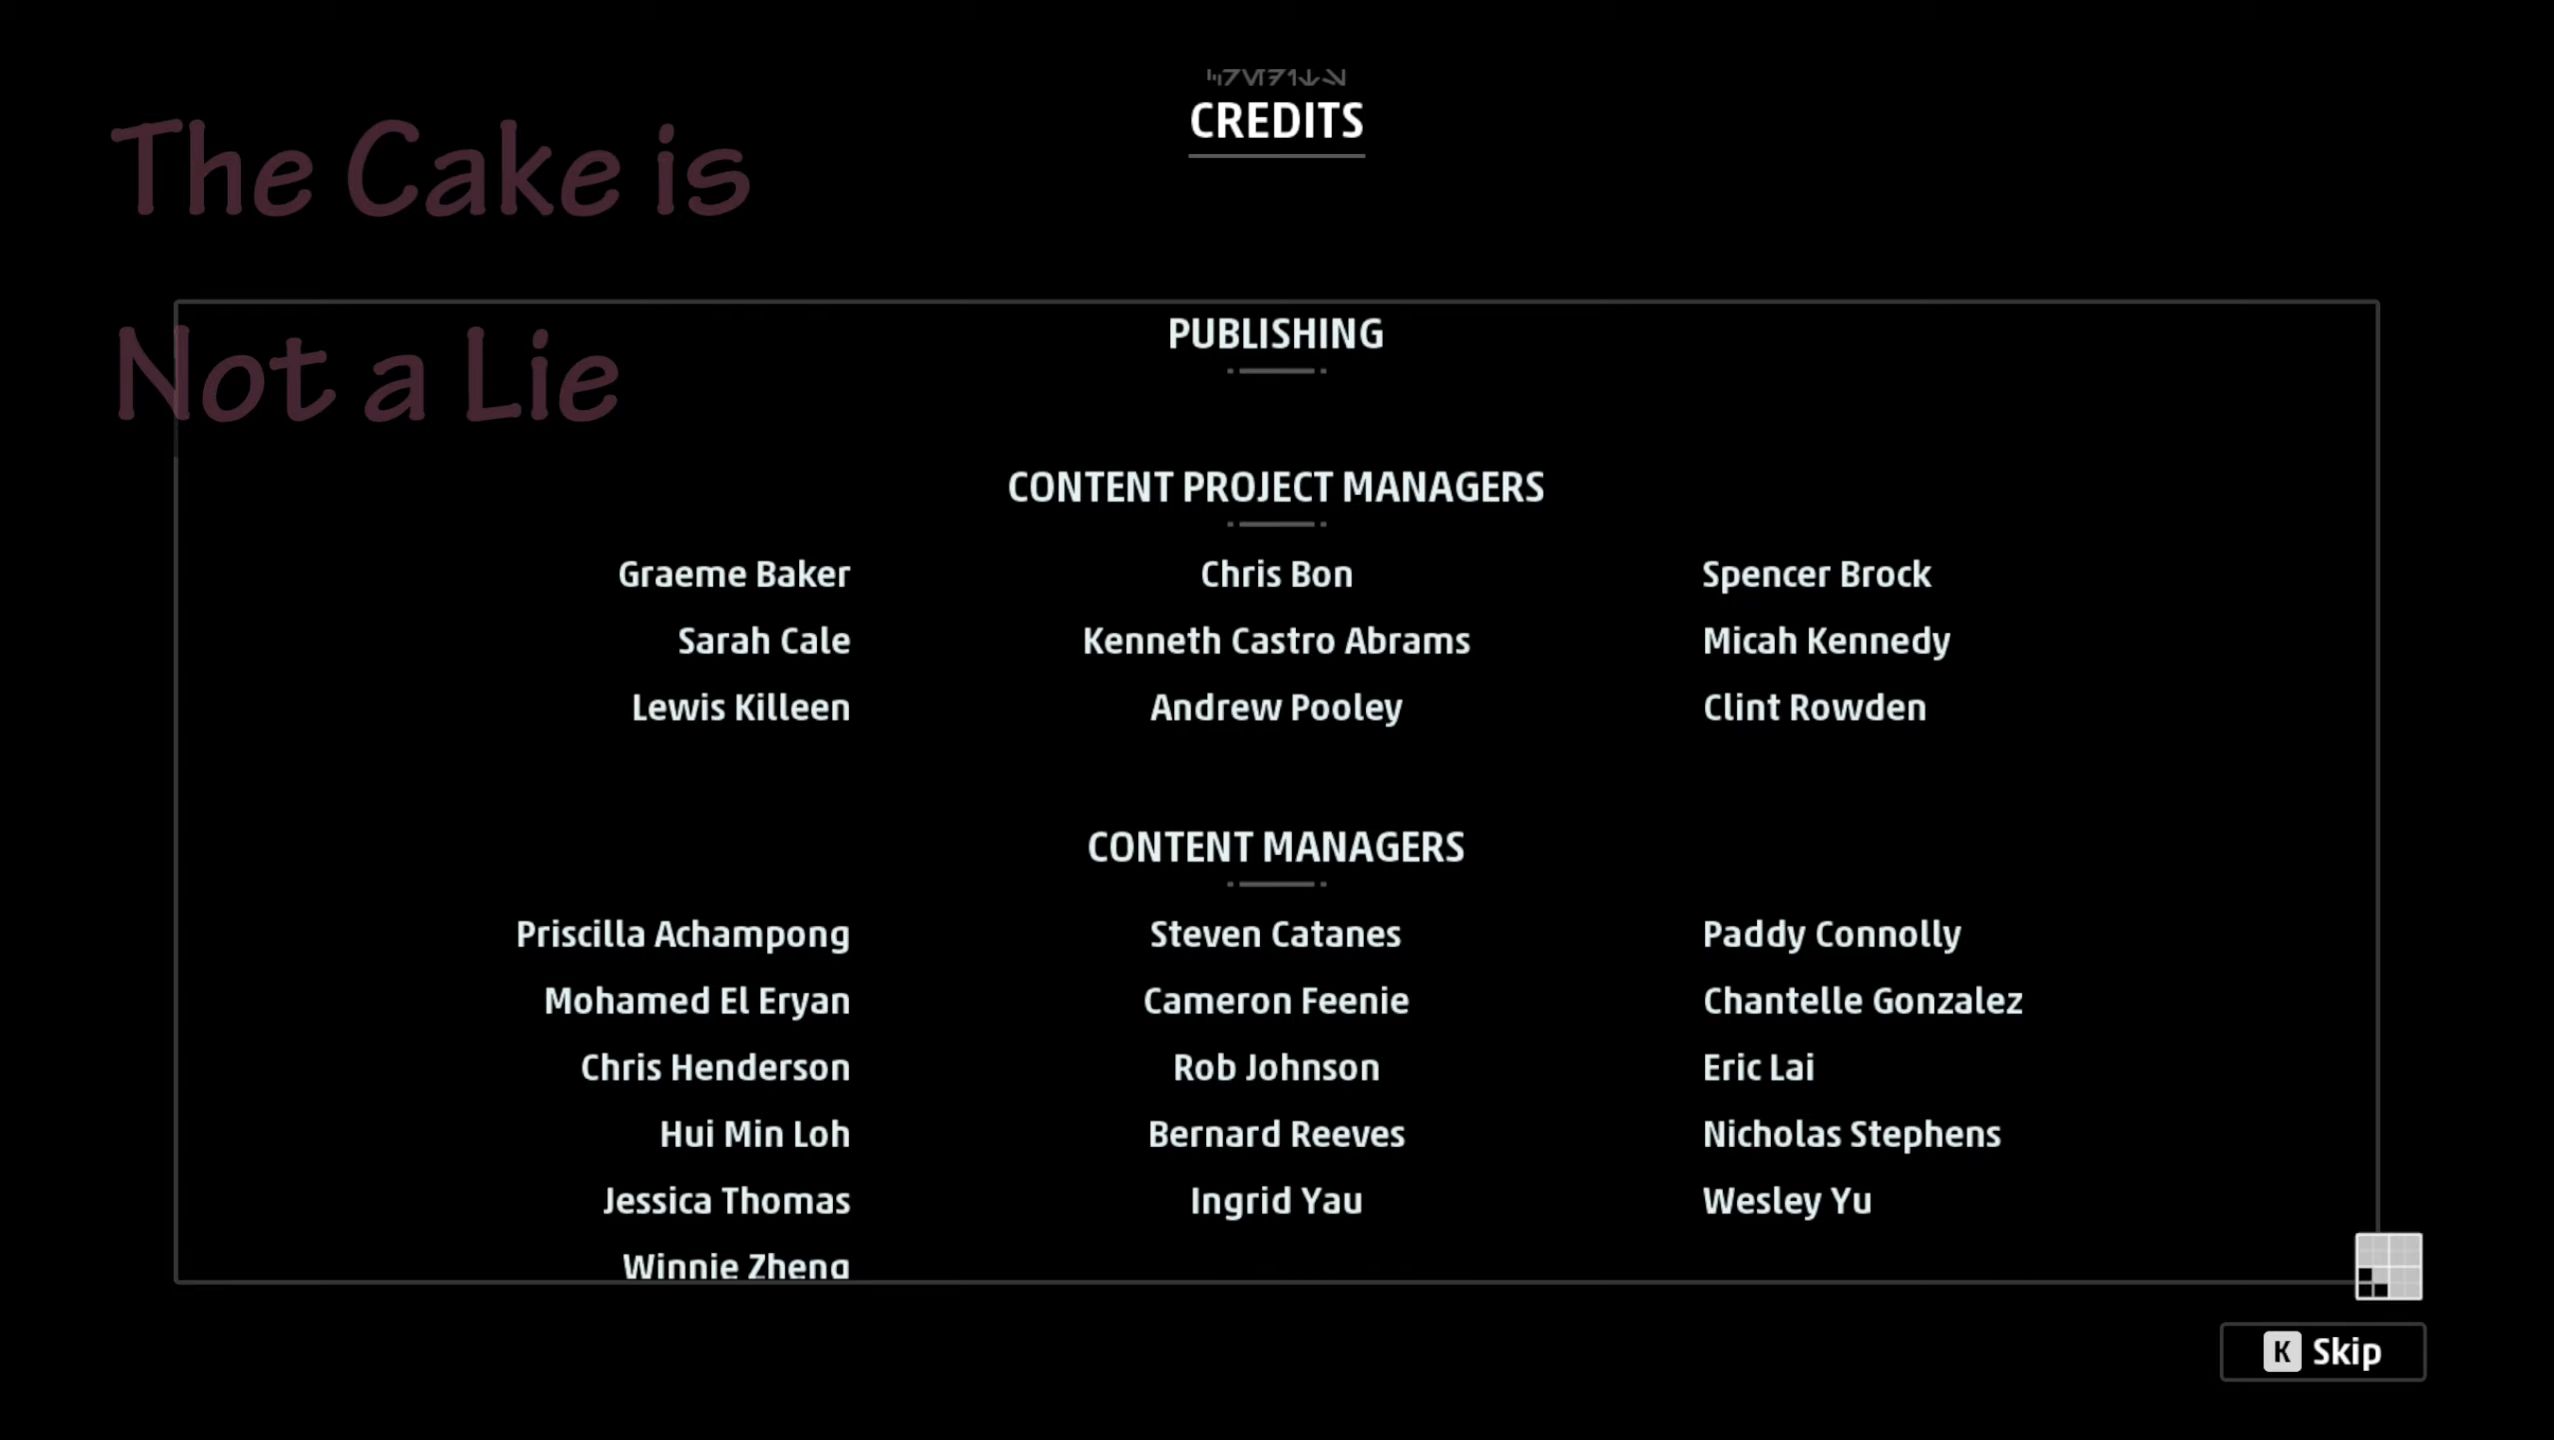 CREDITS
The Cake is
Not a Lie
PUBLISHING
CONTENT PROJECT MANAGERS
Graeme Baker Chris Bon Spencer Brock
Sarah Cale Kenneth Castro Abrams Micah Kennedy
Lewis Killeen Andrew Pooley Clint Rowden
CONTENT MANAGERS
Priscilla Achampong Steven Catanes Paddy Connolly
Mohamed El Eryan Cameron Feenie Chantelle Gonzalez
Chris Henderson Rob Johnson Eric Lai
Hui Min Loh Bernard Reeves Nicholas Stephens
Jessica Thomas Ingrid Yau Wesley Yu
Winnie Zheng
K Skip